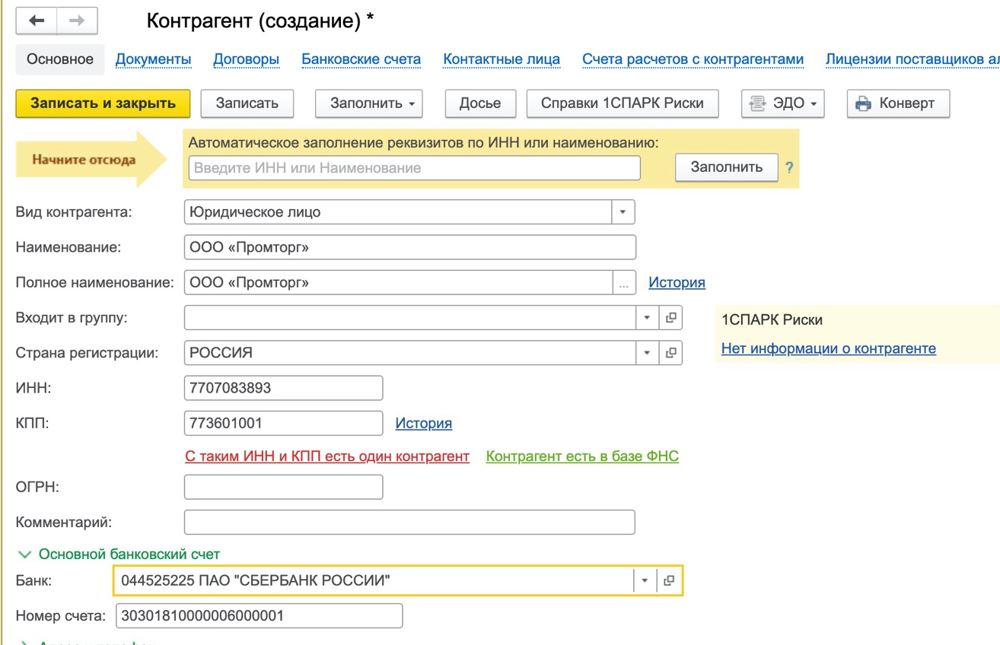 Контрагент (создание) *
Основное Документы Договоры Банковские счета Контактные лица Счета расчетов с контрагентами Лицензии поставщиков ал
Записать и закрыть Записать Заполнить Досье Справки 1СПАРК Риски ЭДО Конверт
Начните отсюда
Автоматическое заполнение реквизитов по ИНН или наименованию:
Введите ИНН или Наименование Заполнить ?
Вид контрагента: Юридическое лицо
Наименование: ООО «Промторг»
Полное наименование: ООО «Промторг» ... История
Входит в группу:
1СПАРК Риски
Страна регистрации: РОССИЯ
Нет информации о контрагенте
ИНН: 7707083893
КПП: 773601001 История
С таким ИНН и КПП есть один контрагент Контрагент есть в базе ФНС
ОГРН:
Комментарий:
Основной банковский счет
Банк: 044525225 ПАО "СБЕРБАНК РОССИИ"
Номер счета: 30301810000006000001